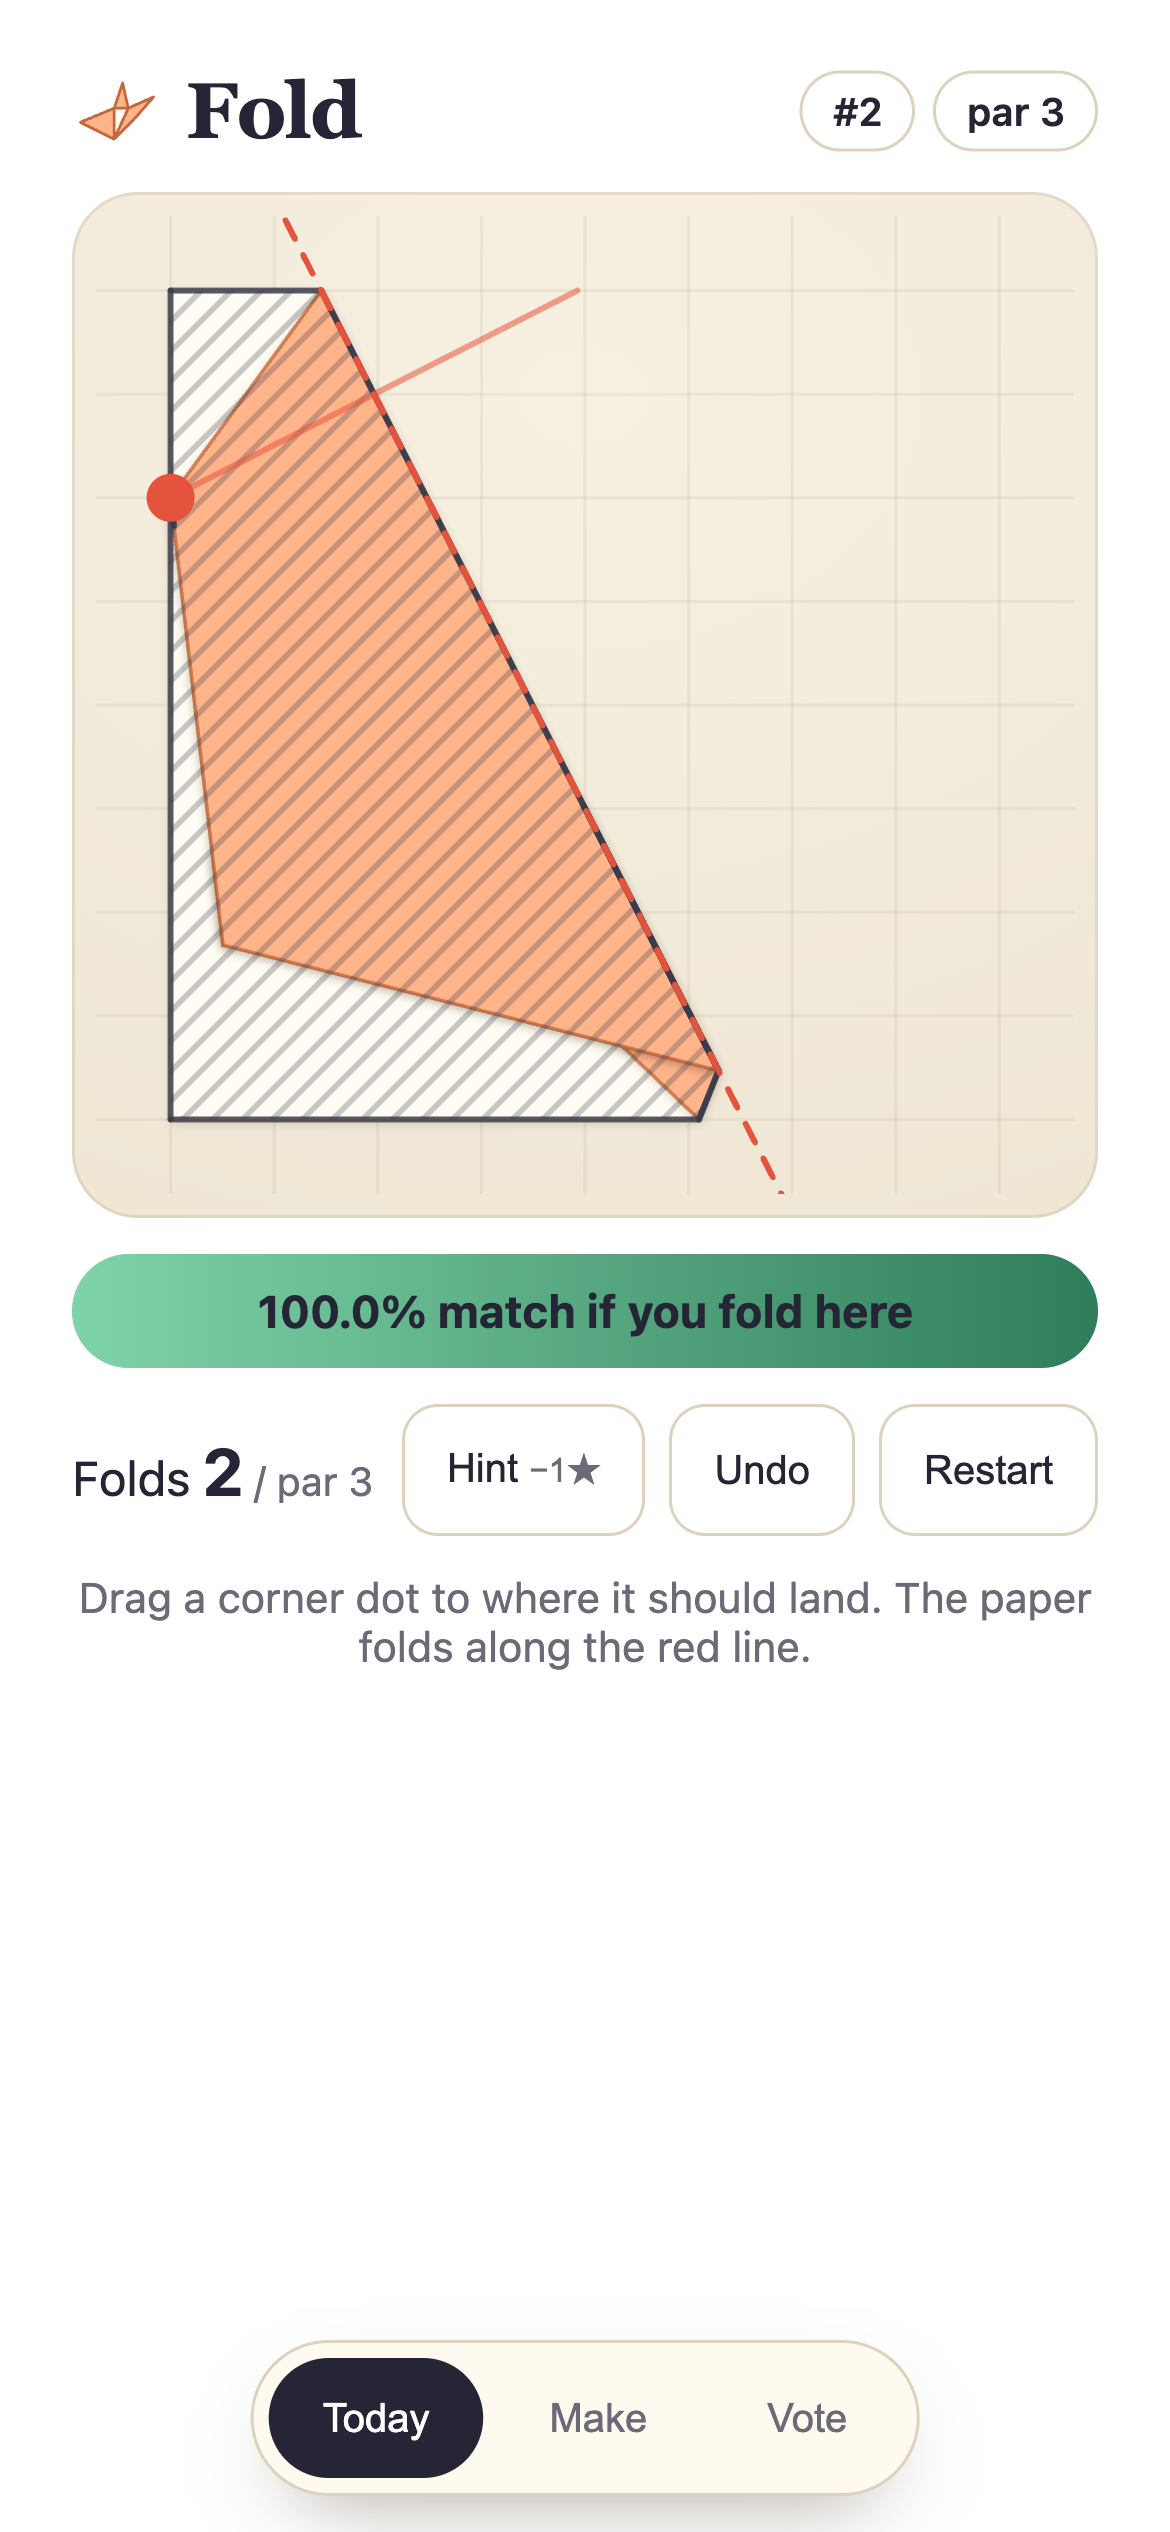 Fold
#2
par 3
100.0% match if you fold here
Folds 2 / par 3
Hint −1★
Undo
Restart
Drag a corner dot to where it should land. The paper
folds along the red line.
Today
Make
Vote